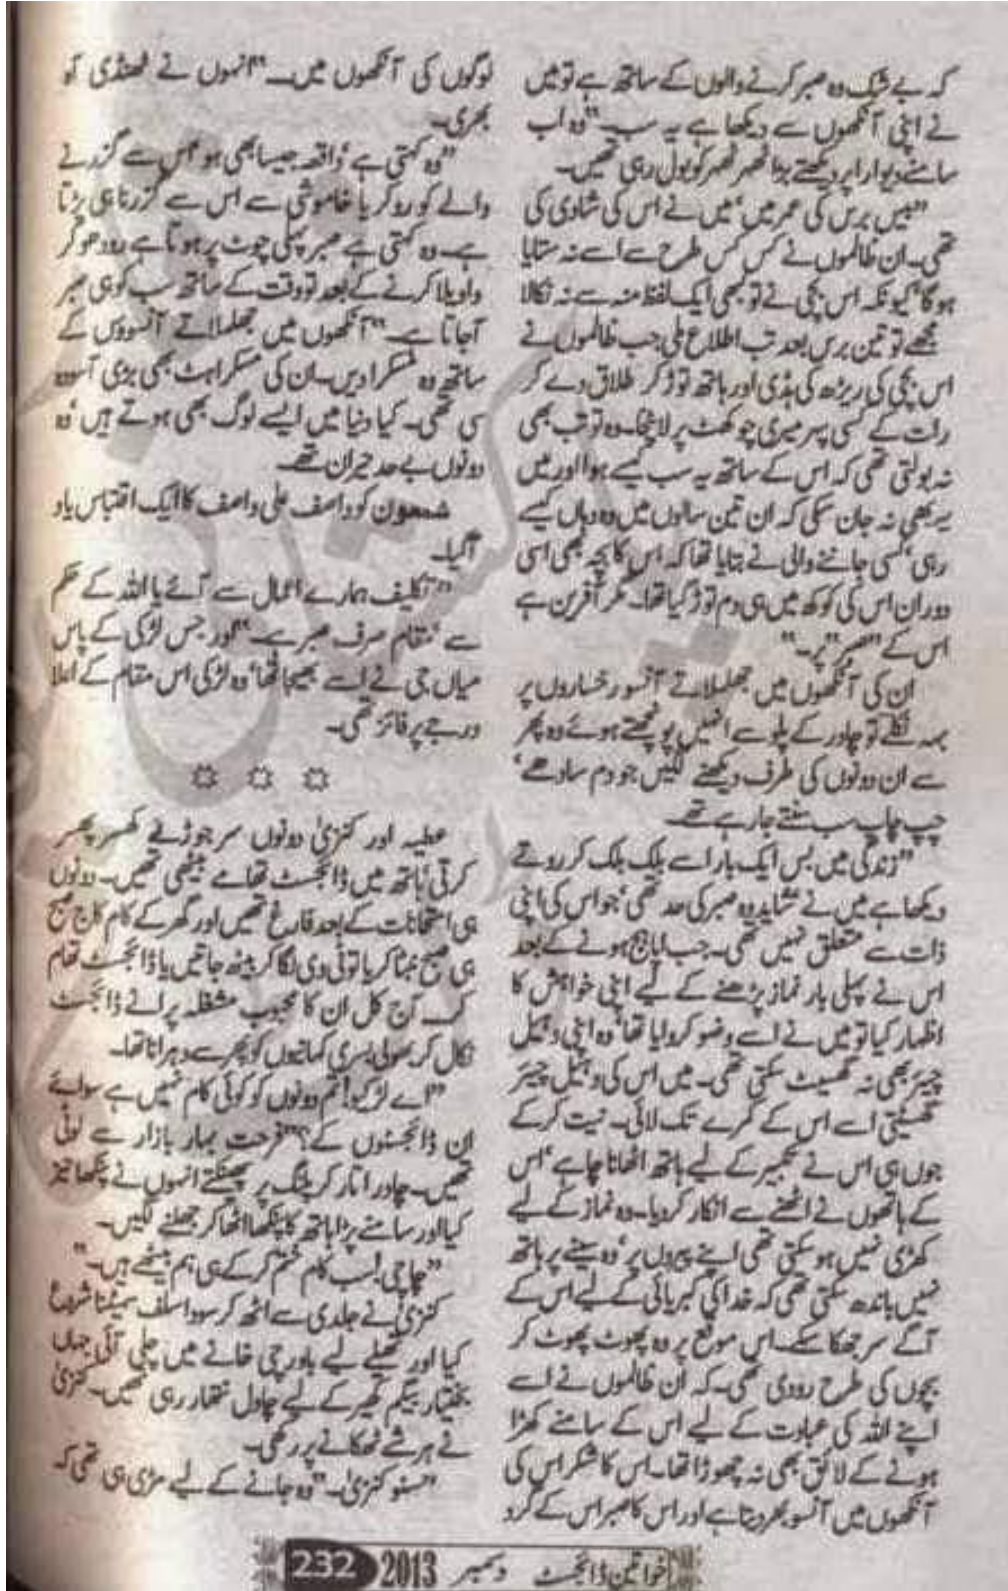 کہ بے شک وہ صبر کرنے والوں کے ساتھ ہے تو میں
نے اپنی آنکھوں سے دیکھا ہے یہ سب۔" وہ اب
سامنے دیوار پر دیکھتے بڑا ٹھہر ٹھہر کر بول رہی تھیں۔
"بیس برس کی عمر میں، میں نے اس کی شادی کی
تھی۔ ان ظالموں نے کس کس طرح سے اسے نہ ستایا
ہوگا، کیونکہ اس بچی نے تو کبھی ایک لفظ منہ سے نہ نکالا
مجھے تو تین برس بعد تب اطلاع ملی جب ظالموں نے
اس بچی کی ریڑھ کی ہڈی اور ہاتھ توڑ کر طلاق دے کر
رات کے کسی پہر میری چوکھٹ پر لا پٹخا۔ وہ تو تب بھی
نہ بولتی تھی کہ اس کے ساتھ یہ سب کیسے ہوا اور میں
یہ بھی نہ جان سکی کہ ان تین سالوں میں وہ وہاں کیسے
رہی، کسی جاننے والی نے بتایا تھا کہ اس کا بچہ بھی اسی
دوران اس کی کوکھ میں ہی دم توڑ گیا تھا۔ مگر آفرین ہے
اس کے "صبر" پر۔"
ان کی آنکھوں میں جھلملاتے آنسو رخساروں پر
بہہ نکلے تو چادر کے پلو سے انہیں پونچھتے ہوئے وہ پھر
سے ان دونوں کی طرف دیکھنے لگیں جو دم سادھے،
چپ چاپ سب سنتے جا رہے تھے۔
"زندگی میں بس ایک بار اسے بلک بلک کر روتے
دیکھا ہے میں نے، شاید وہ صبر کی حد تھی، جو اس کی اپنی
ذات سے متعلق نہیں تھی۔ جب اپاہج ہونے کے بعد
اس نے پہلی بار نماز پڑھنے کے لیے اپنی خواہش کا
اظہار کیا تو میں نے اسے وضو کروایا تھا، وہ اپنی وہیل
چیئر بھی نہ گھسیٹ سکتی تھی۔ میں اس کی وہیل چیئر
گھسیٹتی اسے اس کے کمرے تک لائی۔ نیت کر کے
جوں ہی اس نے تکبیر کے لیے ہاتھ اٹھانا چاہے، اس
کے ہاتھوں نے اٹھنے سے انکار کر دیا۔ وہ نماز کے لیے
کھڑی نہیں ہو سکتی تھی اپنے پیروں پر، وہ سینے پر ہاتھ
نہیں باندھ سکتی تھی کہ خدا کی کبریائی کے لیے اس کے
آگے سر جھکا سکے۔ اس موقع پر وہ پھوٹ پھوٹ کر
بچوں کی طرح رو دی تھی۔ کہ ان ظالموں نے اسے
اپنے اللہ کی عبادت کے لیے اس کے سامنے کھڑا
ہونے کے لائق بھی نہ چھوڑا تھا۔ اس کا شکر اس کی
آنکھوں میں آنسو بھر دیتا ہے اور اس کا صبر اس کے گرد
لوگوں کی آنکھوں میں۔" انہوں نے ٹھنڈی آہ
بھری۔
"وہ کہتی ہے، واقعہ جیسا بھی ہو، اس سے گزرنے
والے کو رو کر یا خاموشی سے اس سے گزرنا ہی پڑتا
ہے۔ وہ کہتی ہے صبر پہلی چوٹ پر ہوتا ہے رو دھو کر
واویلا کرنے کے بعد تو وقت کے ساتھ سب کو ہی صبر
آجاتا ہے۔" آنکھوں میں جھلملاتے آنسووں کے
ساتھ وہ مسکرا دیں۔ ان کی مسکراہٹ بھی بڑی آسودہ
سی تھی۔ کیا دنیا میں ایسے لوگ بھی ہوتے ہیں، وہ
دونوں بے حد حیران تھے۔
شمعون کو واصف علی واصف کا ایک اقتباس یاد
آگیا۔
"تکلیف ہمارے اعمال سے آئے یا اللہ کے حکم
سے، مقام صرف صبر ہے۔" اور جس لڑکی کے پاس
میاں جی نے اسے بھیجا تھا، وہ لڑکی اس مقام کے اعلا
درجے پر فائز تھی۔
عطیہ اور کنزیٰ دونوں سر جوڑے کھسر پھسر
کرتی، ہاتھ میں ڈائجسٹ تھامے بیٹھی تھیں۔ دونوں
ہی امتحانات کے بعد فارغ تھیں اور گھر کے کام کاج صبح
ہی صبح نمٹا کر یا تو ٹی وی لگا کر بیٹھ جاتیں یا ڈائجسٹ تھام
کر۔ آج کل ان کا محبوب مشغلہ پرانے ڈائجسٹ
نکال کر بھولی بسری کہانیوں کو پھر سے دہرانا تھا۔
"اے لڑکیو! تم دونوں کو کوئی کام نہیں ہے سوائے
ان ڈائجسٹوں کے؟" فرحت بہار بازار سے لوٹی
تھیں۔ چادر اتار کر پلنگ پر پھینکتے انہوں نے پنکھا تیز
کیا اور سامنے پڑا ہاتھ کا پنکھا اٹھا کر جھلنے لگیں۔
"چاچی! سب کام ختم کر کے ہی ہم بیٹھے ہیں۔"
کنزیٰ نے جلدی سے اٹھ کر سودا سلف سمیٹنا شروع
کیا اور تھیلے لیے باورچی خانے میں چلی آئی جہاں
بختیار بیگم کھیر کے لیے چاول نتھار رہی تھیں۔ کنزیٰ
نے ہر شے ٹھکانے پر رکھی۔
"سنو کنزیٰ۔" وہ جانے کے لیے مڑی ہی تھی کہ
خواتین ڈائجسٹ دسمبر 2013 232